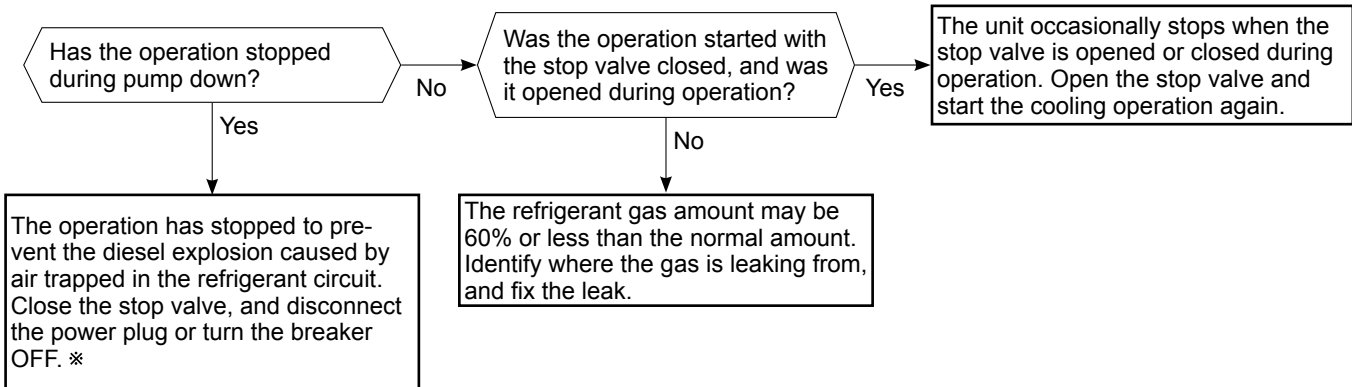 Has the operation stopped
during pump down?
No
Yes
Was the operation started with
the stop valve closed, and was
it opened during operation?
Yes
No
The unit occasionally stops when the
stop valve is opened or closed during
operation. Open the stop valve and
start the cooling operation again.
The operation has stopped to pre-
vent the diesel explosion caused by
air trapped in the refrigerant circuit.
Close the stop valve, and disconnect
the power plug or turn the breaker
OFF. ※
The refrigerant gas amount may be
60% or less than the normal amount.
Identify where the gas is leaking from,
and fix the leak.